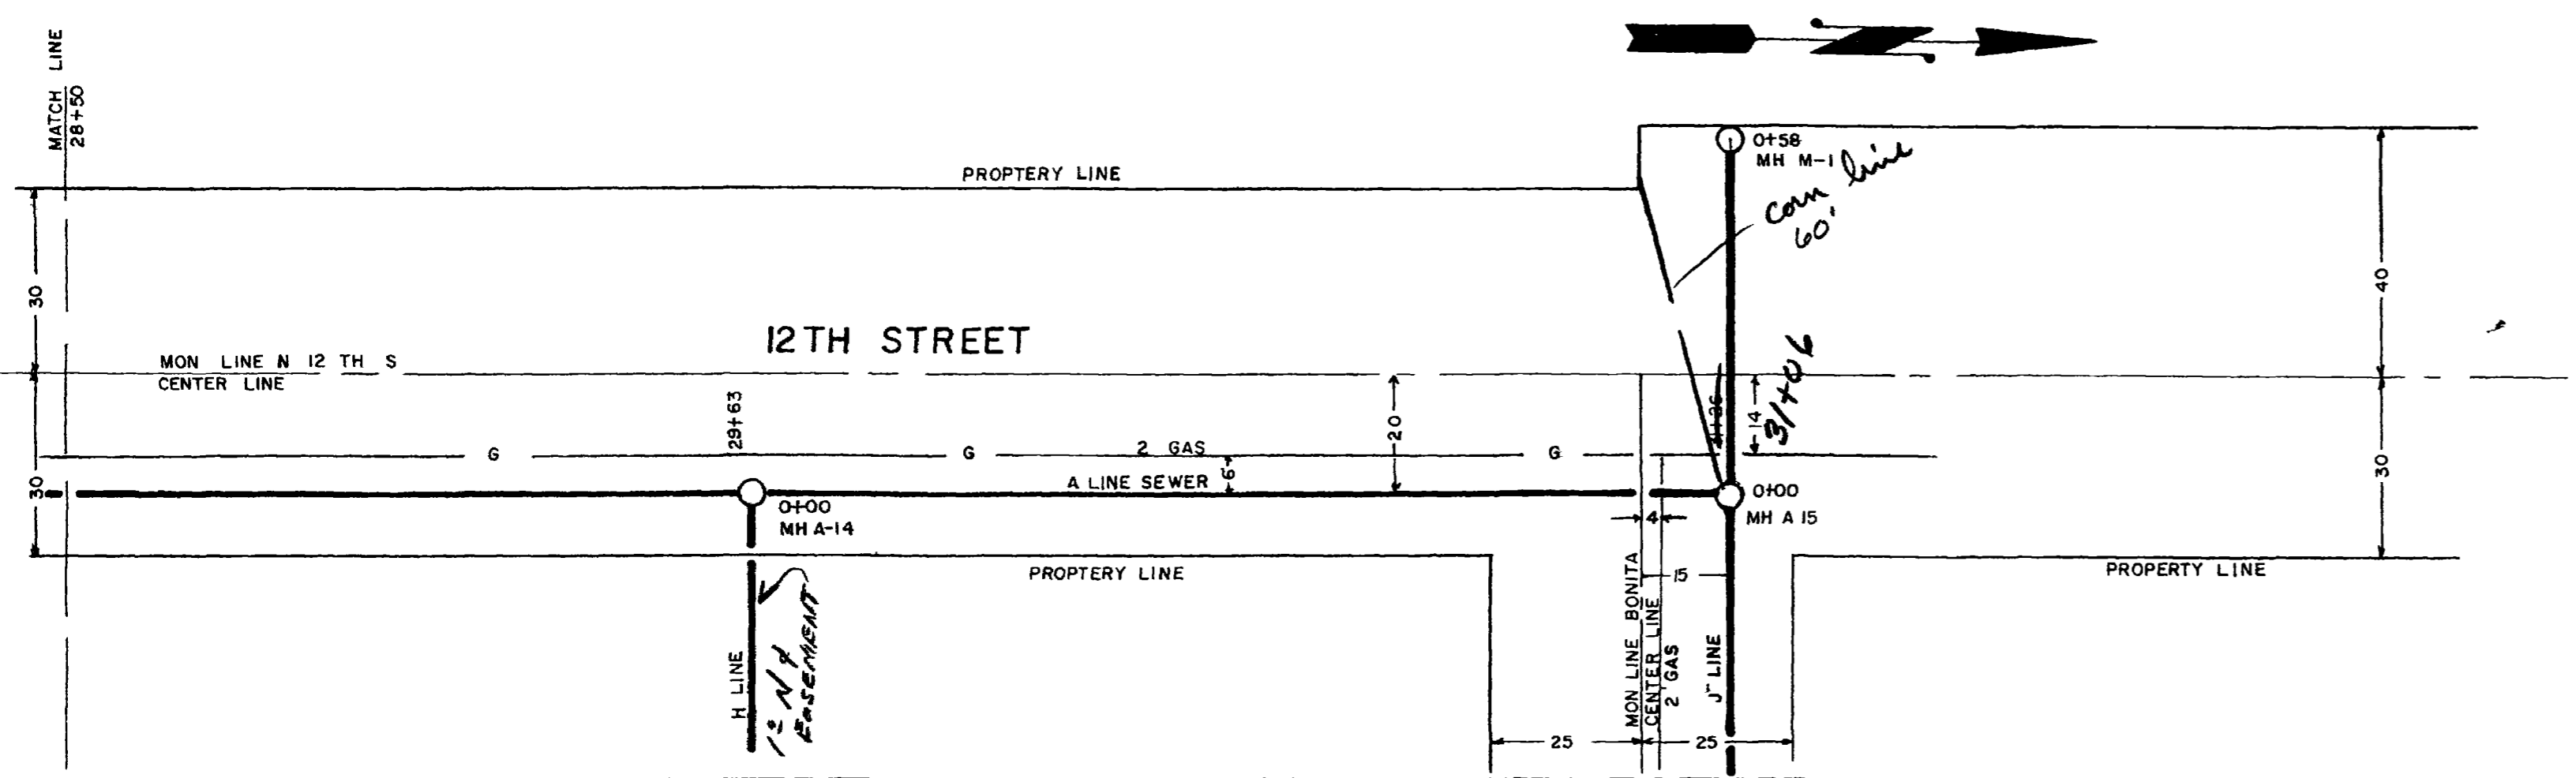 MATCH LINE
28+50
PROPTERY LINE
0+58
MH M-1
Corn line
60'
30
40
12TH STREET
MON LINE N 12 TH S
CENTER LINE
29+63
20
14
31+06
G
G
2 GAS
G
6
30
30
A LINE SEWER
0+00
MH A-14
0+00
MH A 15
4
PROPTERY LINE
15
PROPERTY LINE
H LINE
EASEMENT
MON LINE BONITA
CENTER LINE
2 GAS
J LINE
25
25